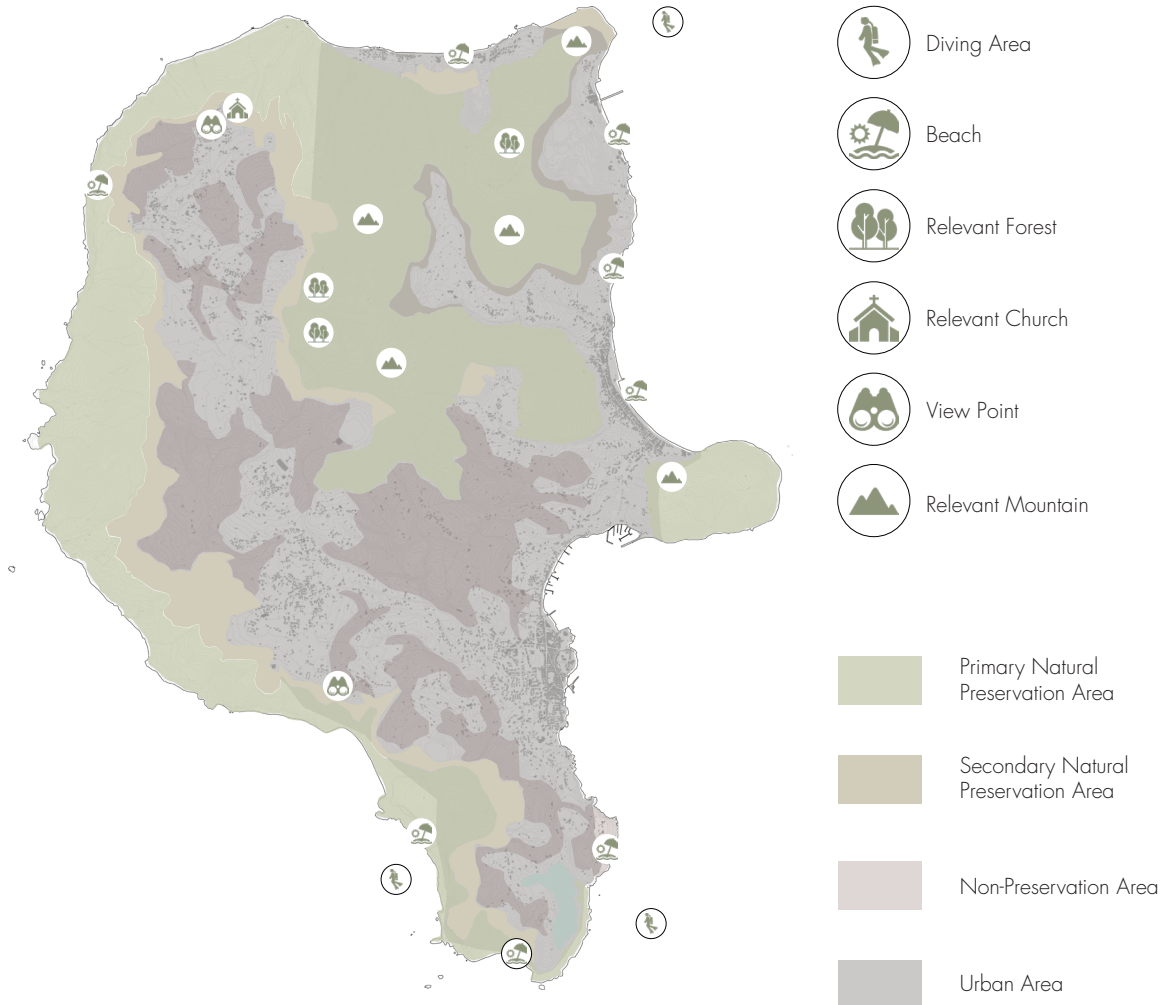 Diving Area
Beach
Relevant Forest
Relevant Church
View Point
Relevant Mountain
Primary Natural
Preservation Area
Secondary Natural
Preservation Area
Non-Preservation Area
Urban Area